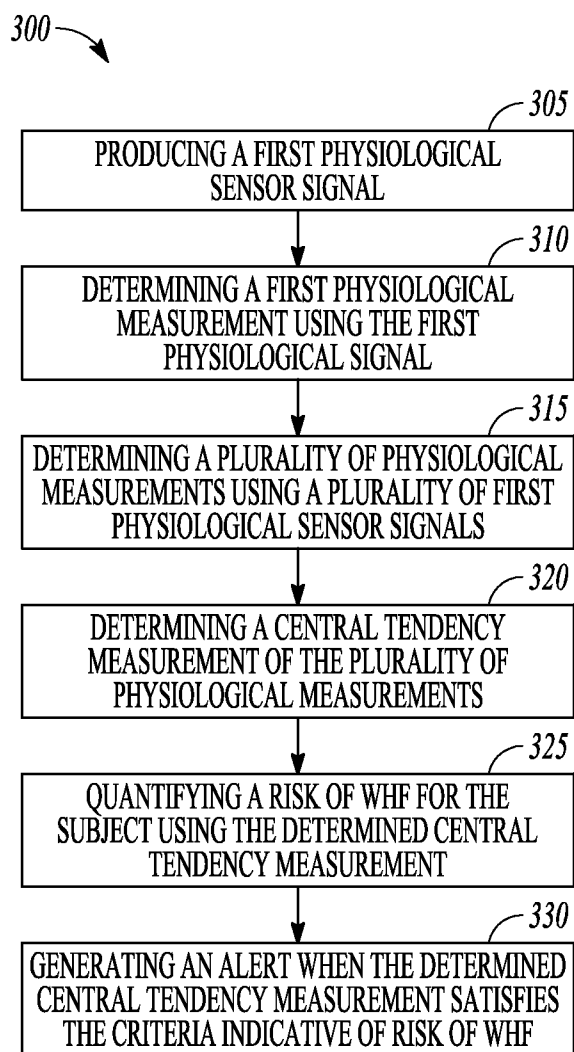 300
305
PRODUCING A FIRST PHYSIOLOGICAL
SENSOR SIGNAL
310
DETERMINING A FIRST PHYSIOLOGICAL
MEASUREMENT USING THE FIRST
PHYSIOLOGICAL SIGNAL
315
DETERMINING A PLURALITY OF PHYSIOLOGICAL
MEASUREMENTS USING A PLURALITY OF FIRST
PHYSIOLOGICAL SENSOR SIGNALS
320
DETERMINING A CENTRAL TENDENCY
MEASUREMENT OF THE PLURALITY OF
PHYSIOLOGICAL MEASUREMENTS
325
QUANTIFYING A RISK OF WHF FOR THE
SUBJECT USING THE DETERMINED CENTRAL
TENDENCY MEASUREMENT
330
GENERATING AN ALERT WHEN THE DETERMINED
CENTRAL TENDENCY MEASUREMENT SATISFIES
THE CRITERIA INDICATIVE OF RISK OF WHF